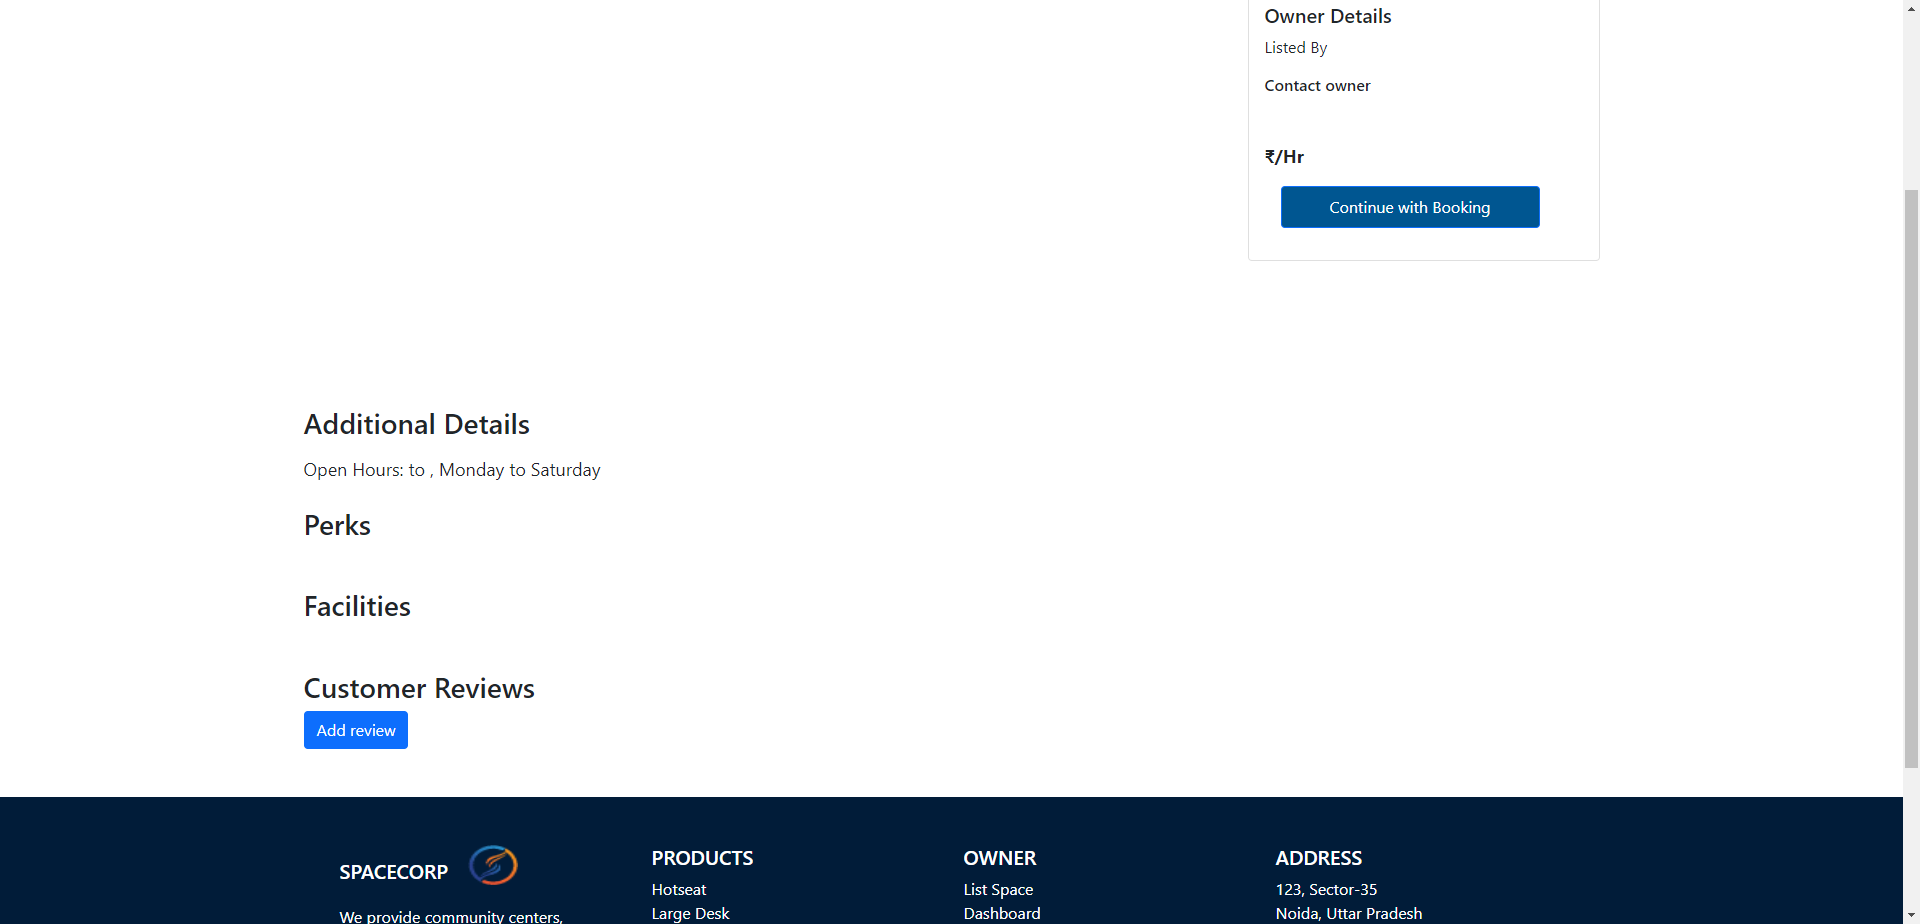 Owner Details
Listed By
Contact owner
₹/Hr
Continue with Booking
Additional Details
Open Hours: to , Monday to Saturday
Perks
Facilities
Customer Reviews
Add review
SPACECORP
We provide community centers,
PRODUCTS
Hotseat
Large Desk
OWNER
List Space
Dashboard
ADDRESS
123, Sector-35
Noida, Uttar Pradesh